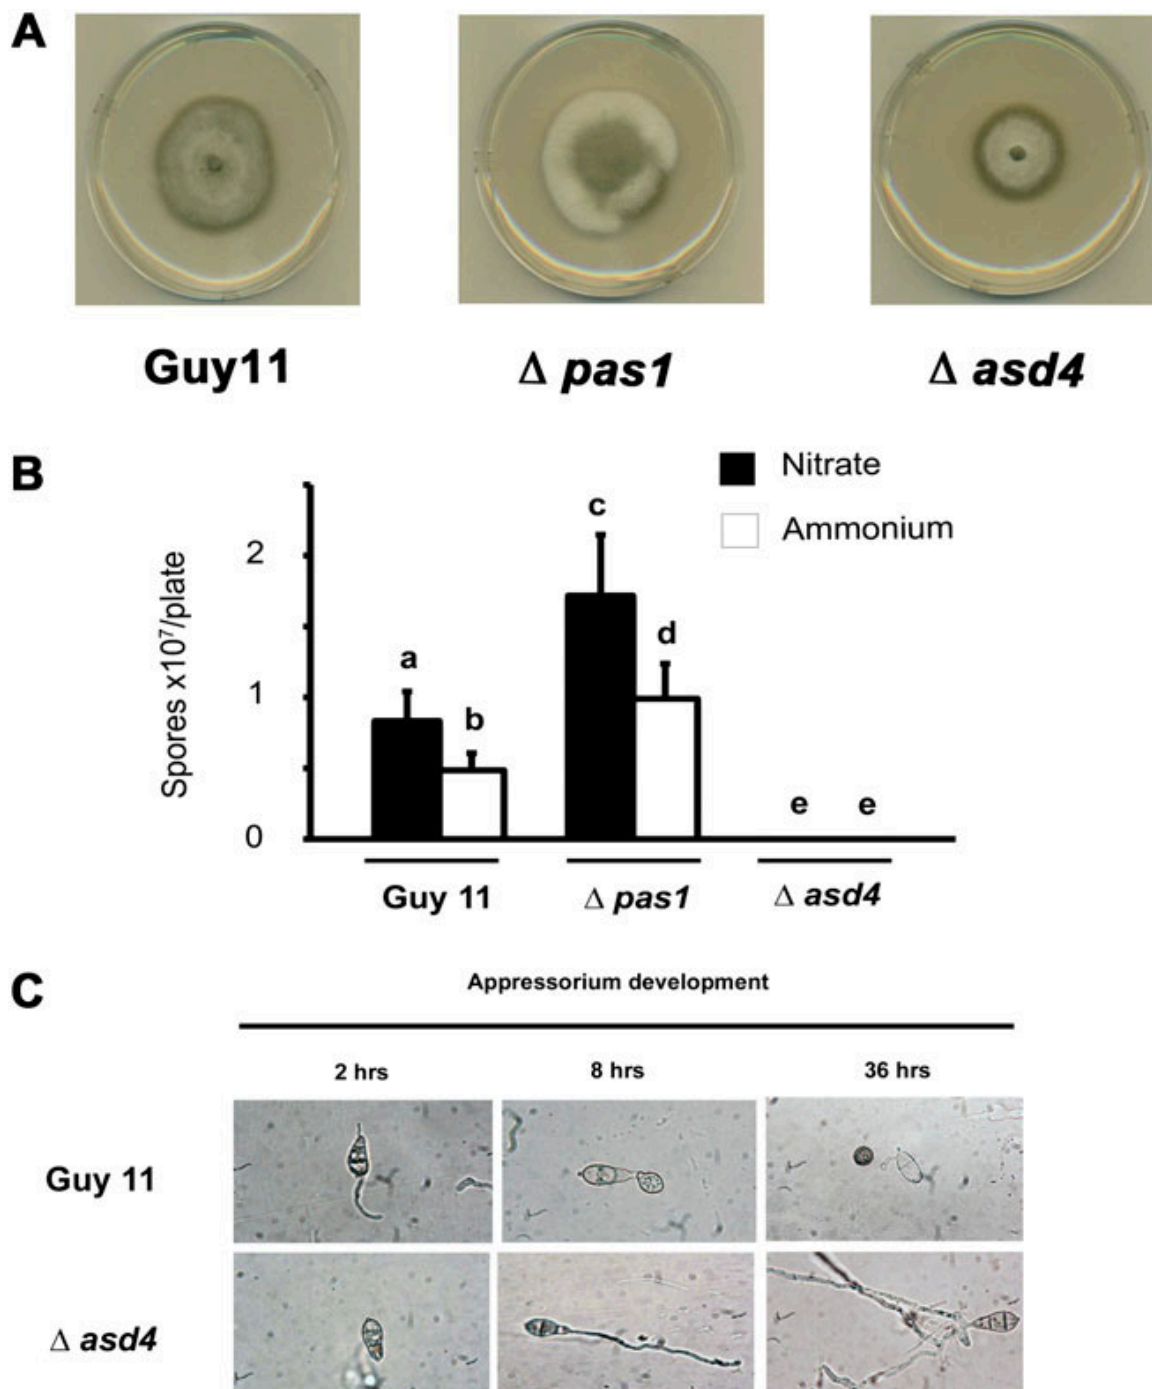 A
Guy11
Δ pas1
Δ asd4
B
Nitrate
Ammonium
Spores x10⁷/plate
2
1
0
a
b
c
d
e
e
Guy 11
Δ pas1
Δ asd4
C
Appressorium development
2 hrs
8 hrs
36 hrs
Guy 11
Δ asd4